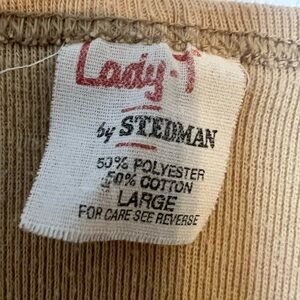 Lady-T
by STEDMAN
50% POLYESTER
50% COTTON
LARGE
FOR CARE SEE REVERSE